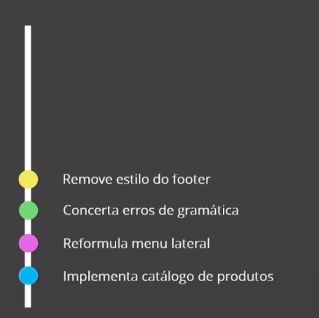 Remove estilo do footer
Concerta erros de gramática
Reformula menu lateral
Implementa catálogo de produtos